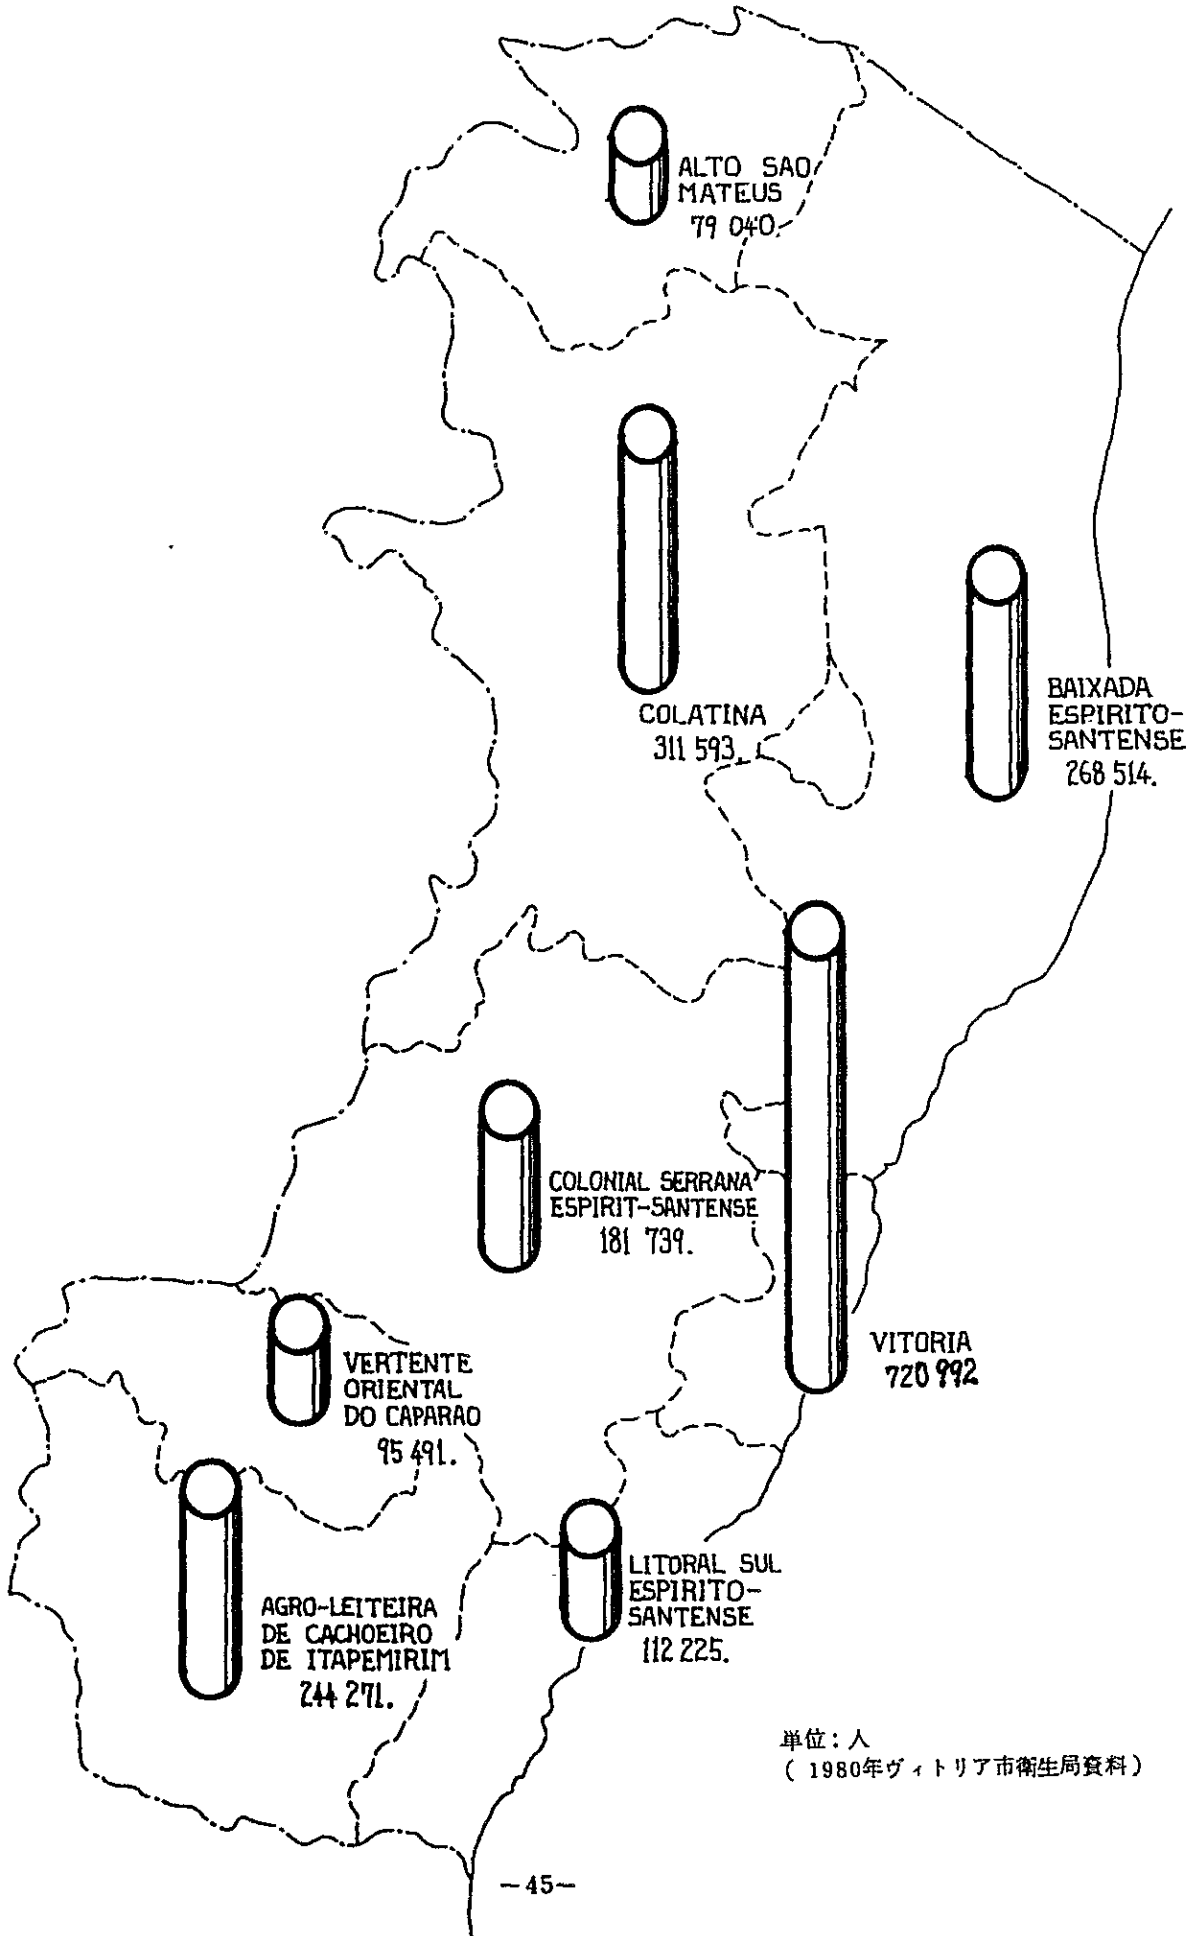 ALTO SAO
MATEUS
79 040.
COLATINA
311 593.
BAIXADA
ESPIRITO-
SANTENSE
268 514.
COLONIAL SERRANA
ESPIRIT-SANTENSE
181 739.
VITORIA
720 992
VERTENTE
ORIENTAL
DO CAPARAO
95 491.
LITORAL SUL
ESPIRITO-
SANTENSE
112 225.
AGRO-LEITEIRA
DE CACHOEIRO
DE ITAPEMIRIM
244 271.
単位：人
( 1980年ヴィトリア市衛生局資料 )
-45-